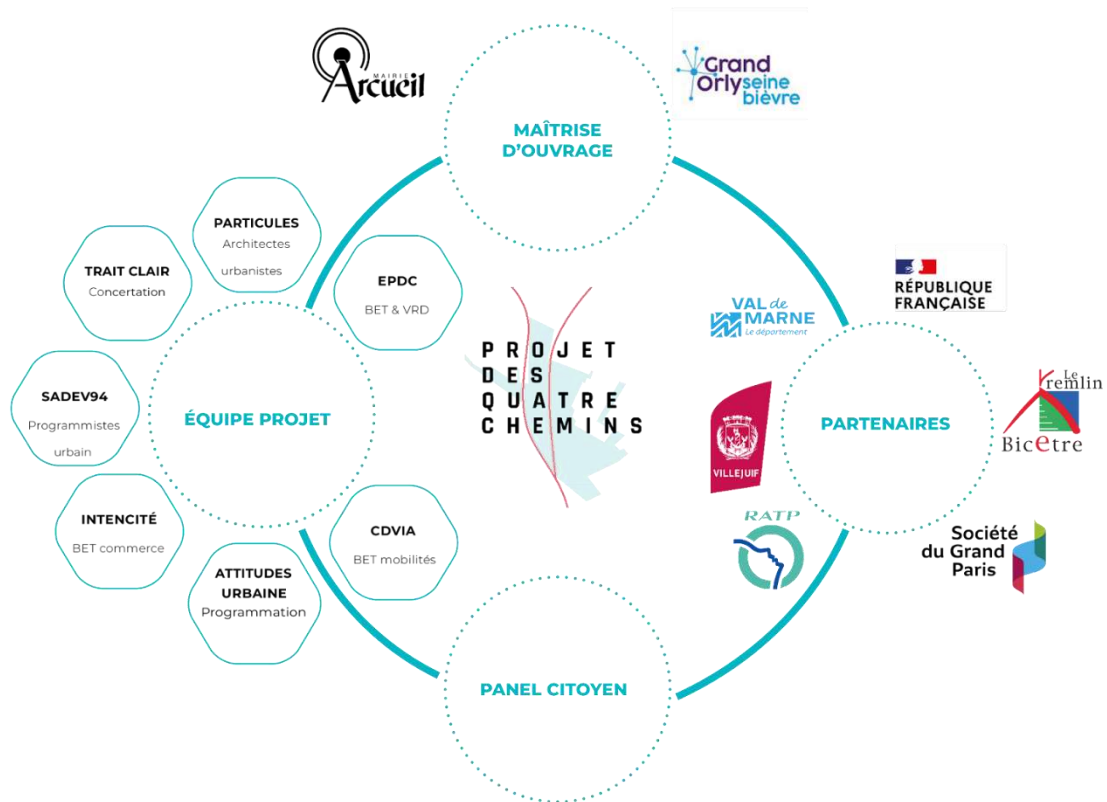 MAIRIE
Arcueil
Grand
Orly seine
bièvre
MAÎTRISE
D'OUVRAGE
PARTICULES
Architectes
urbanistes
TRAIT CLAIR
Concertation
EPDC
BET & VRD
SADEV94
Programmistes
urbain
ÉQUIPE PROJET
INTENCITÉ
BET commerce
ATTITUDES
URBAINE
Programmation
CDVIA
BET mobilités
PROJET
DES
QUATRE
CHEMINS
RÉPUBLIQUE
FRANÇAISE
VAL de
MARNE
Le département
VILLEJUIF
PARTENAIRES
Le
Kremlin
Bicetre
RATP
Société
du Grand
Paris
PANEL CITOYEN